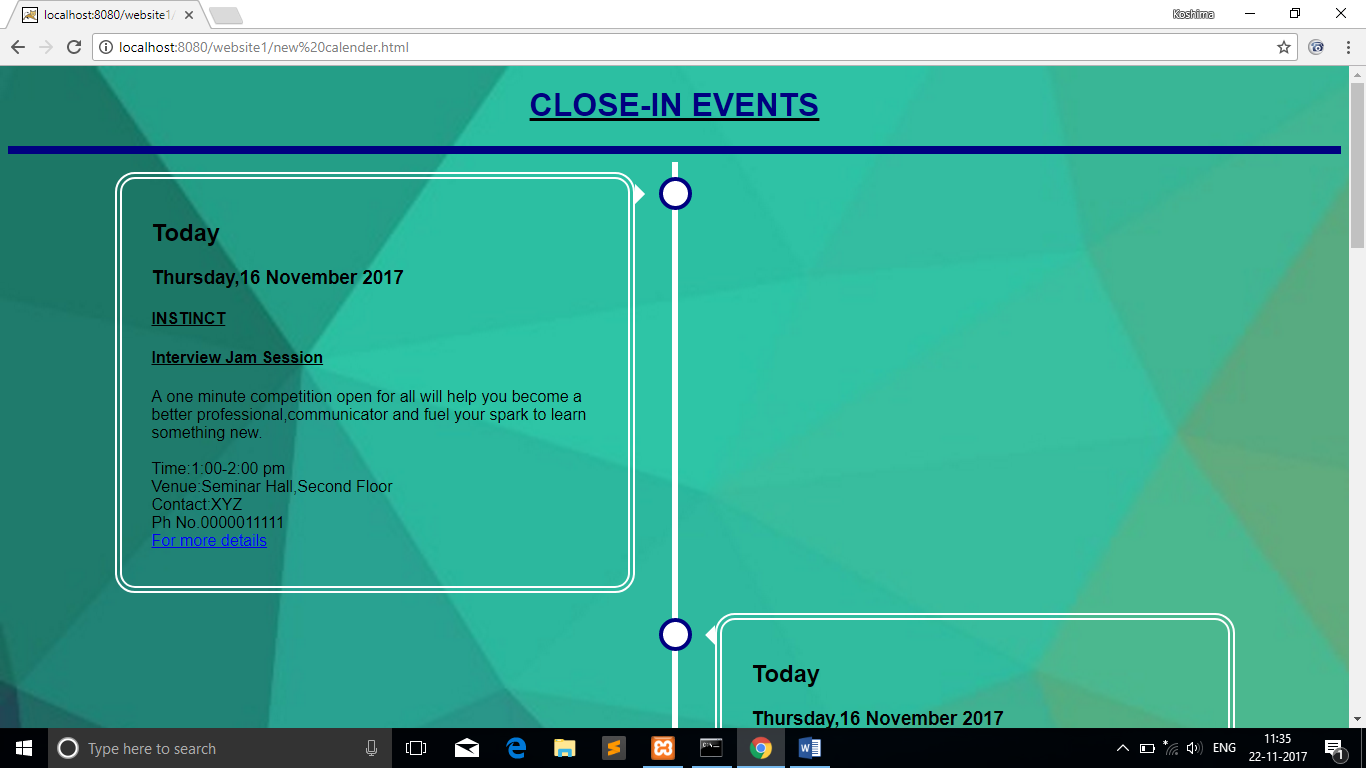 localhost:8080/website1/
Koshima
localhost:8080/website1/new%20calender.html
CLOSE-IN EVENTS
Today
Thursday,16 November 2017
INSTINCT
Interview Jam Session
A one minute competition open for all will help you become a
better professional,communicator and fuel your spark to learn
something new.
Time:1:00-2:00 pm
Venue:Seminar Hall,Second Floor
Contact:XYZ
Ph No.0000011111
For more details
Today
Thursday,16 November 2017
Type here to search
ENG
11:35
22-11-2017
1